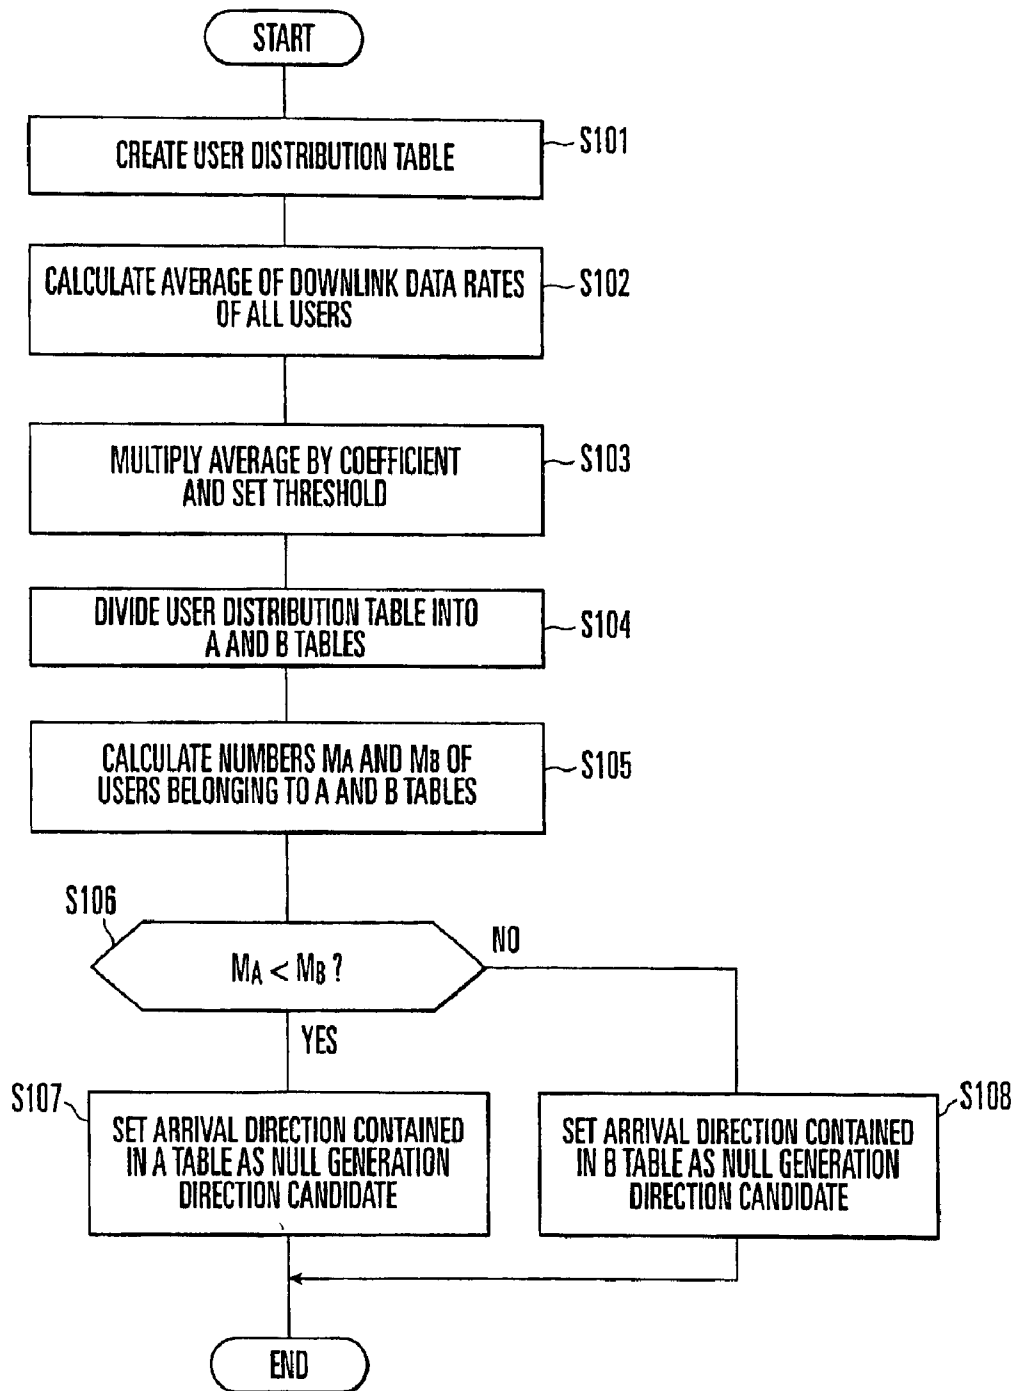 START
CREATE USER DISTRIBUTION TABLE
S101
CALCULATE AVERAGE OF DOWNLINK DATA RATES
OF ALL USERS
S102
MULTIPLY AVERAGE BY COEFFICIENT
AND SET THRESHOLD
S103
DIVIDE USER DISTRIBUTION TABLE INTO
A AND B TABLES
S104
CALCULATE NUMBERS MA AND MB OF
USERS BELONGING TO A AND B TABLES
S105
S106
MA < MB ?
NO
YES
S107
SET ARRIVAL DIRECTION CONTAINED
IN A TABLE AS NULL GENERATION
DIRECTION CANDIDATE
S108
SET ARRIVAL DIRECTION CONTAINED
IN B TABLE AS NULL GENERATION
DIRECTION CANDIDATE
END